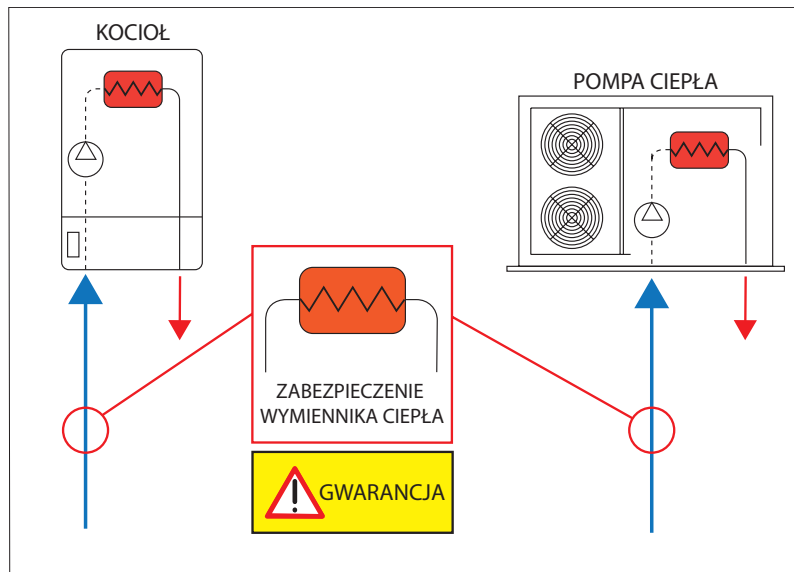 KOCIOŁ
POMPA CIEPŁA
ZABEZPIECZENIE
WYMIENNIKA CIEPŁA
GWARANCJA